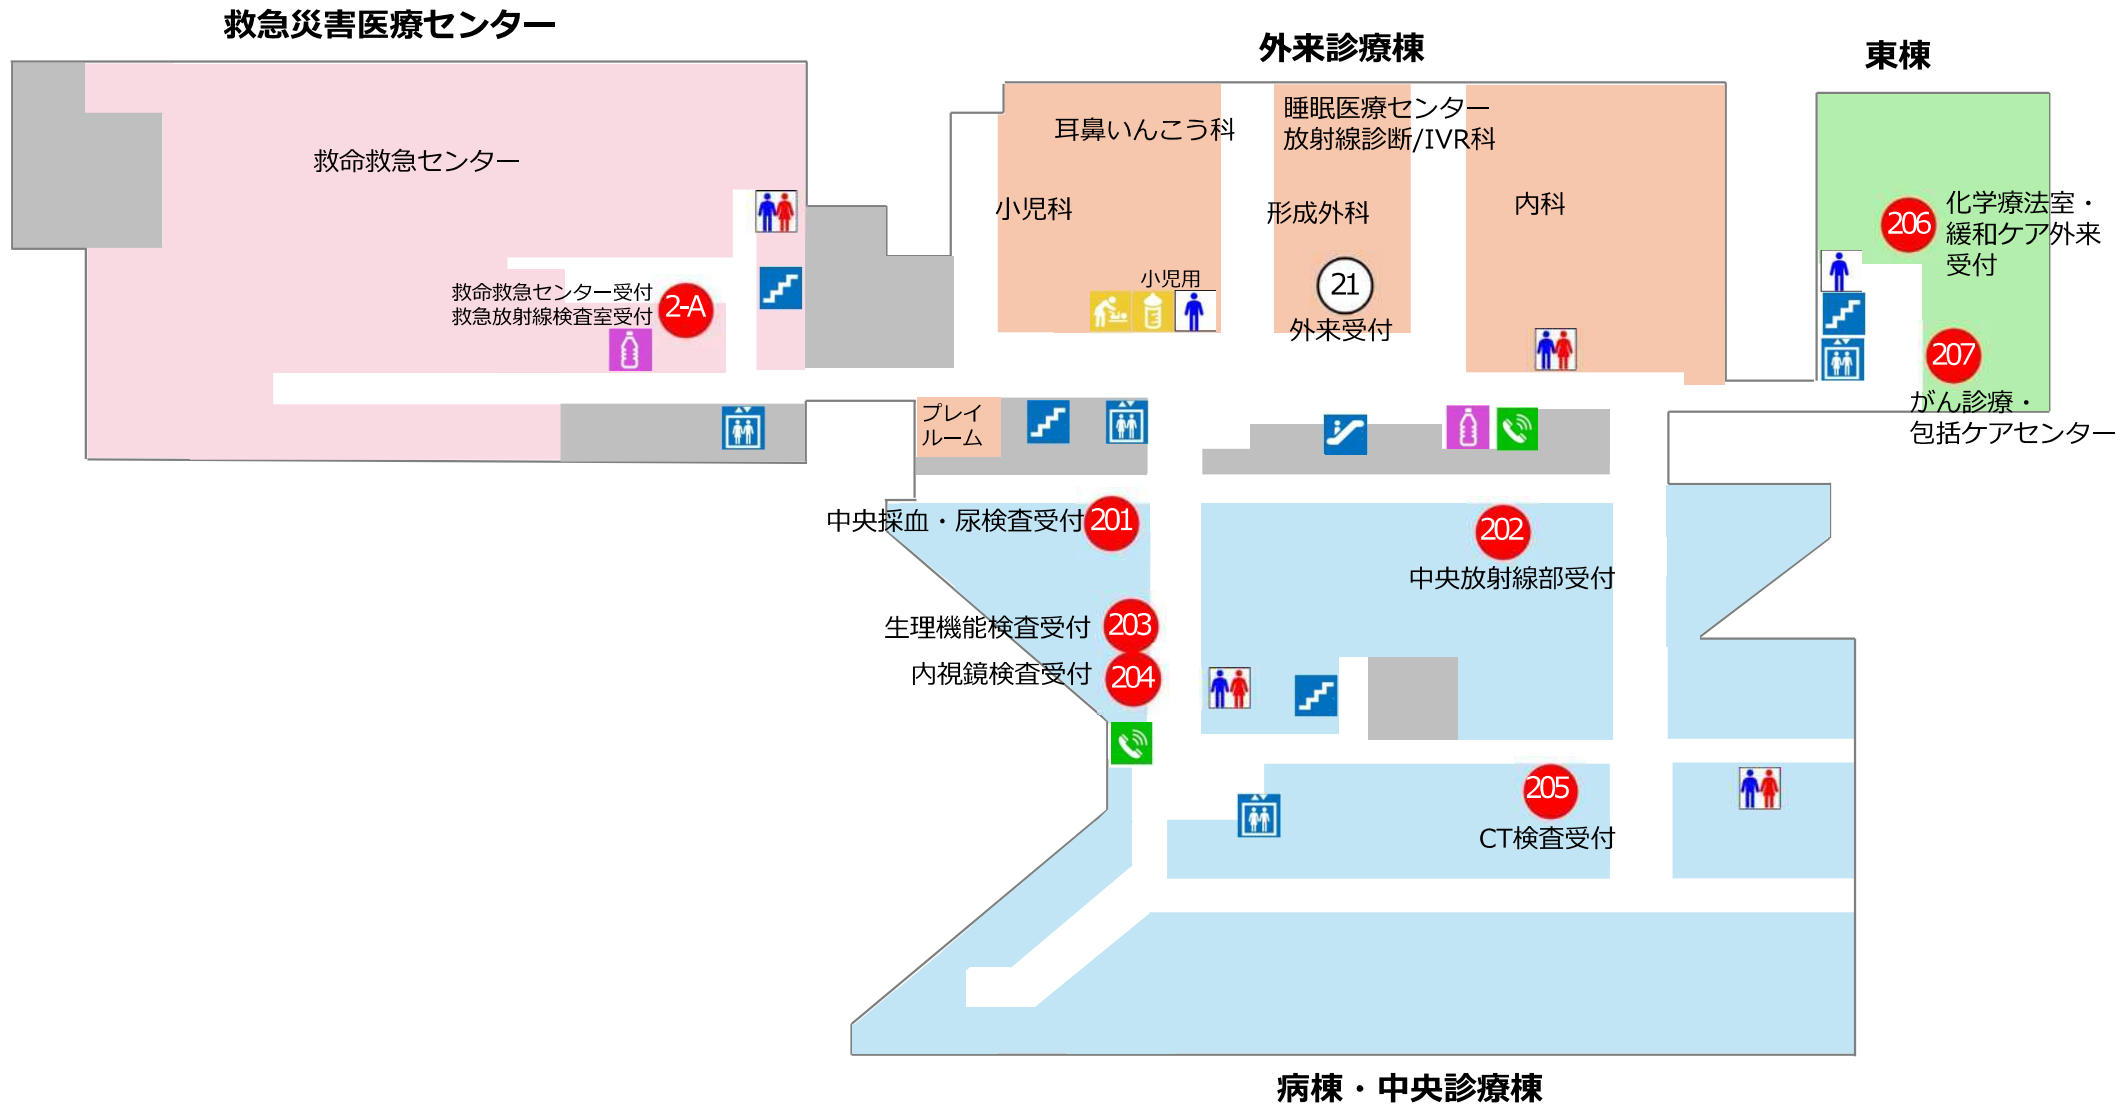 救急災害医療センター
外来診療棟
東棟
救命救急センター
耳鼻いんこう科
小児科
睡眠医療センター
放射線診断/IVR科
形成外科
内科
206
化学療法室・
緩和ケア外来
受付
救命救急センター受付
救急放射線検査室受付
2-A
小児用
21
外来受付
207
がん診療・
包括ケアセンター
プレイ
ルーム
中央採血・尿検査受付
201
202
中央放射線部受付
生理機能検査受付
203
内視鏡検査受付
204
205
CT検査受付
病棟・中央診療棟